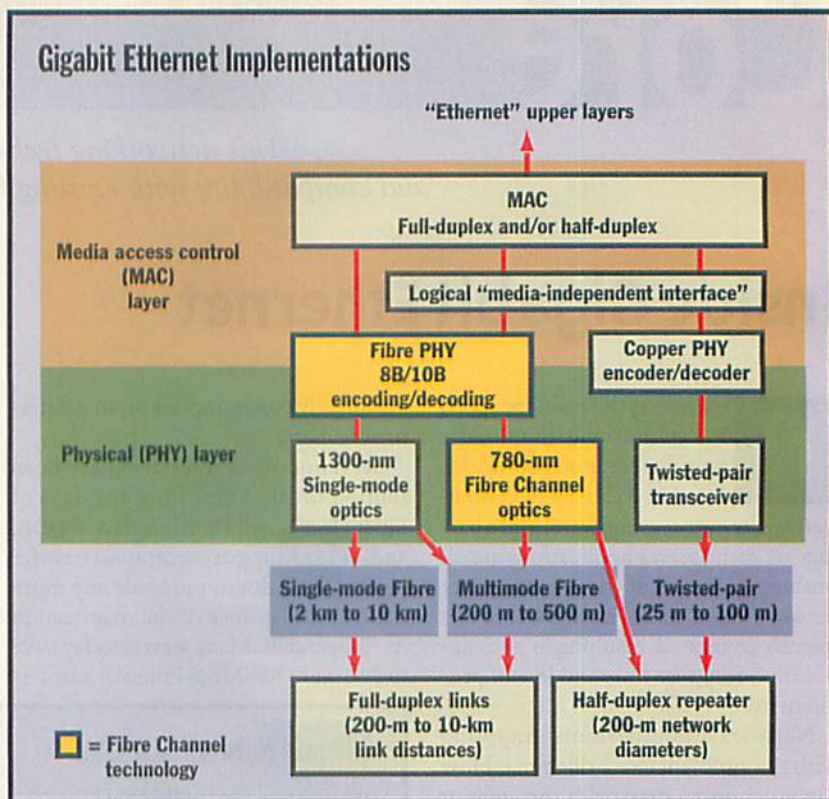 Gigabit Ethernet Implementations
“Ethernet” upper layers
MAC
Full-duplex and/or half-duplex
Media access control
(MAC)
layer
Logical “media-independent interface”
Fibre PHY
8B/10B
encoding/decoding
Copper PHY
encoder/decoder
Physical (PHY) layer
1300-nm
Single-mode
optics
780-nm
Fibre Channel
optics
Twisted-pair
transceiver
Single-mode Fibre
(2 km to 10 km)
Multimode Fibre
(200 m to 500 m)
Twisted-pair
(25 m to 100 m)
Full-duplex links
(200-m to 10-km
link distances)
Half-duplex repeater
(200-m network
diameters)
= Fibre Channel
technology